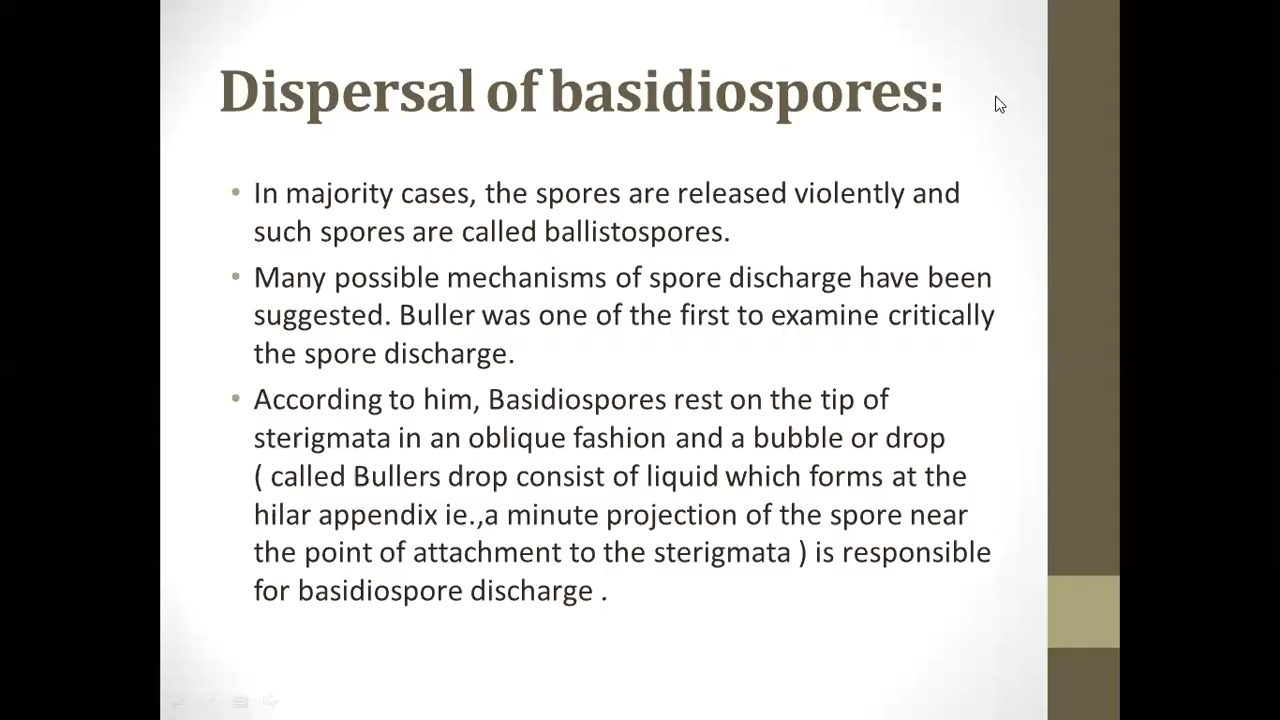 Dispersal of basidiospores:
• In majority cases, the spores are released violently and
such spores are called ballistospores.
• Many possible mechanisms of spore discharge have been
suggested. Buller was one of the first to examine critically
the spore discharge.
• According to him, Basidiospores rest on the tip of
sterigmata in an oblique fashion and a bubble or drop
( called Bullers drop consist of liquid which forms at the
hilar appendix ie.,a minute projection of the spore near
the point of attachment to the sterigmata ) is responsible
for basidiospore discharge .